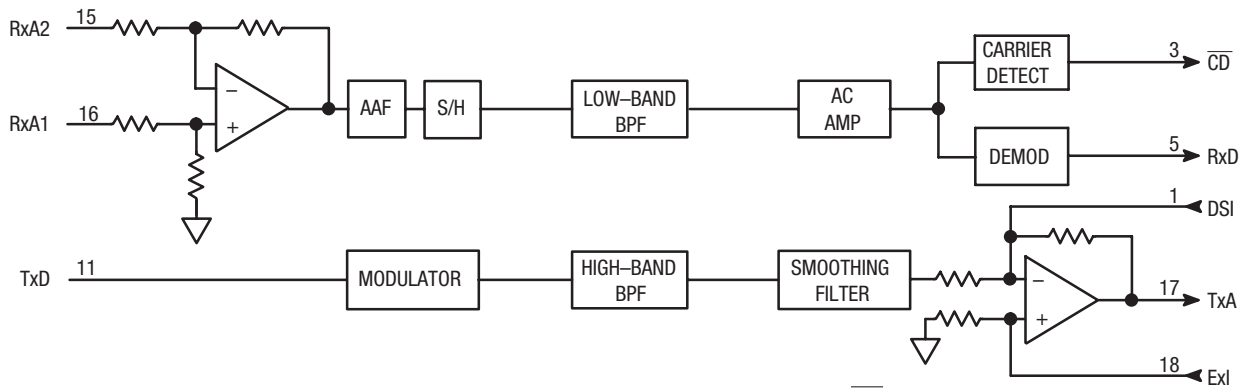 RxA2
15
RxA1
16
−
+
AAF
S/H
LOW–BAND
BPF
AC
AMP
CARRIER
DETECT
3
CD
DEMOD
5
RxD
1
DSI
TxD
11
MODULATOR
HIGH–BAND
BPF
SMOOTHING
FILTER
−
+
17
TxA
18
ExI